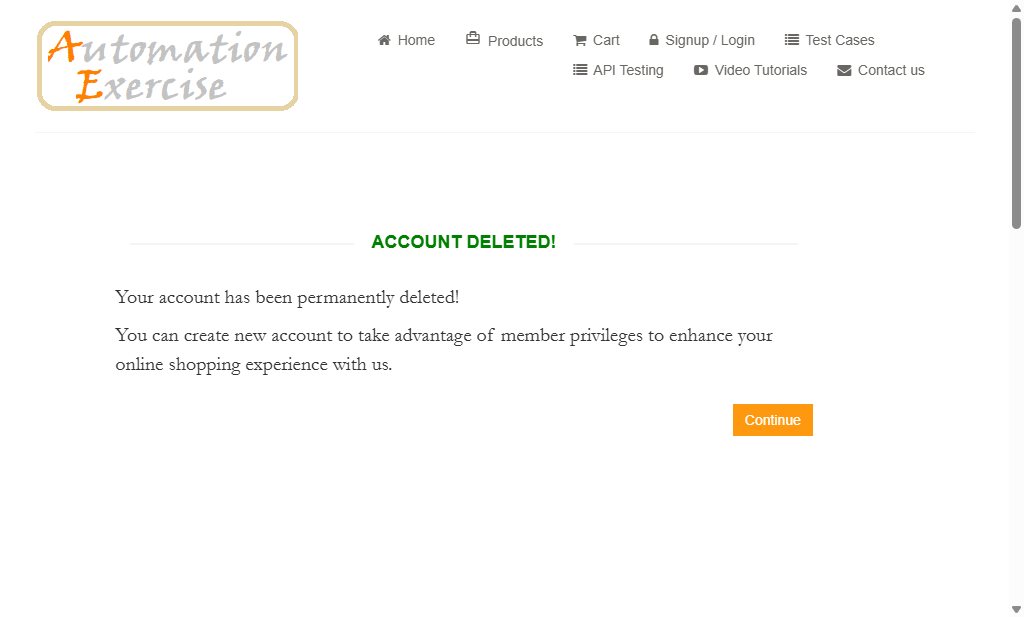 Automation
Exercise
Home
Products
Cart
Signup / Login
Test Cases
API Testing
Video Tutorials
Contact us
ACCOUNT DELETED!
Your account has been permanently deleted!
You can create new account to take advantage of member privileges to enhance your
online shopping experience with us.
Continue